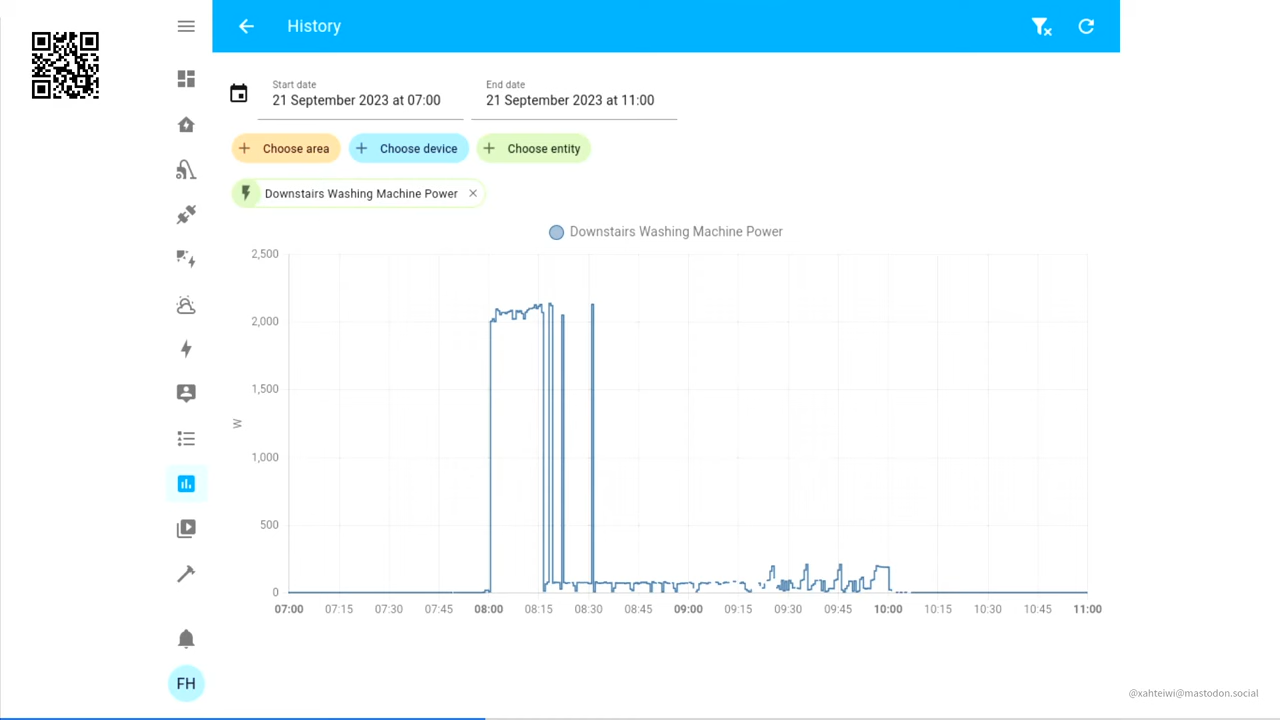 History
Start date
21 September 2023 at 07:00
End date
21 September 2023 at 11:00
Choose area
Choose device
Choose entity
Downstairs Washing Machine Power
Downstairs Washing Machine Power
2,500
2,000
1,500
W
1,000
500
0
07:00 07:15 07:30 07:45 08:00 08:15 08:30 08:45 09:00 09:15 09:30 09:45 10:00 10:15 10:30 10:45 11:00
FH
@xahteiwi@mastodon.social